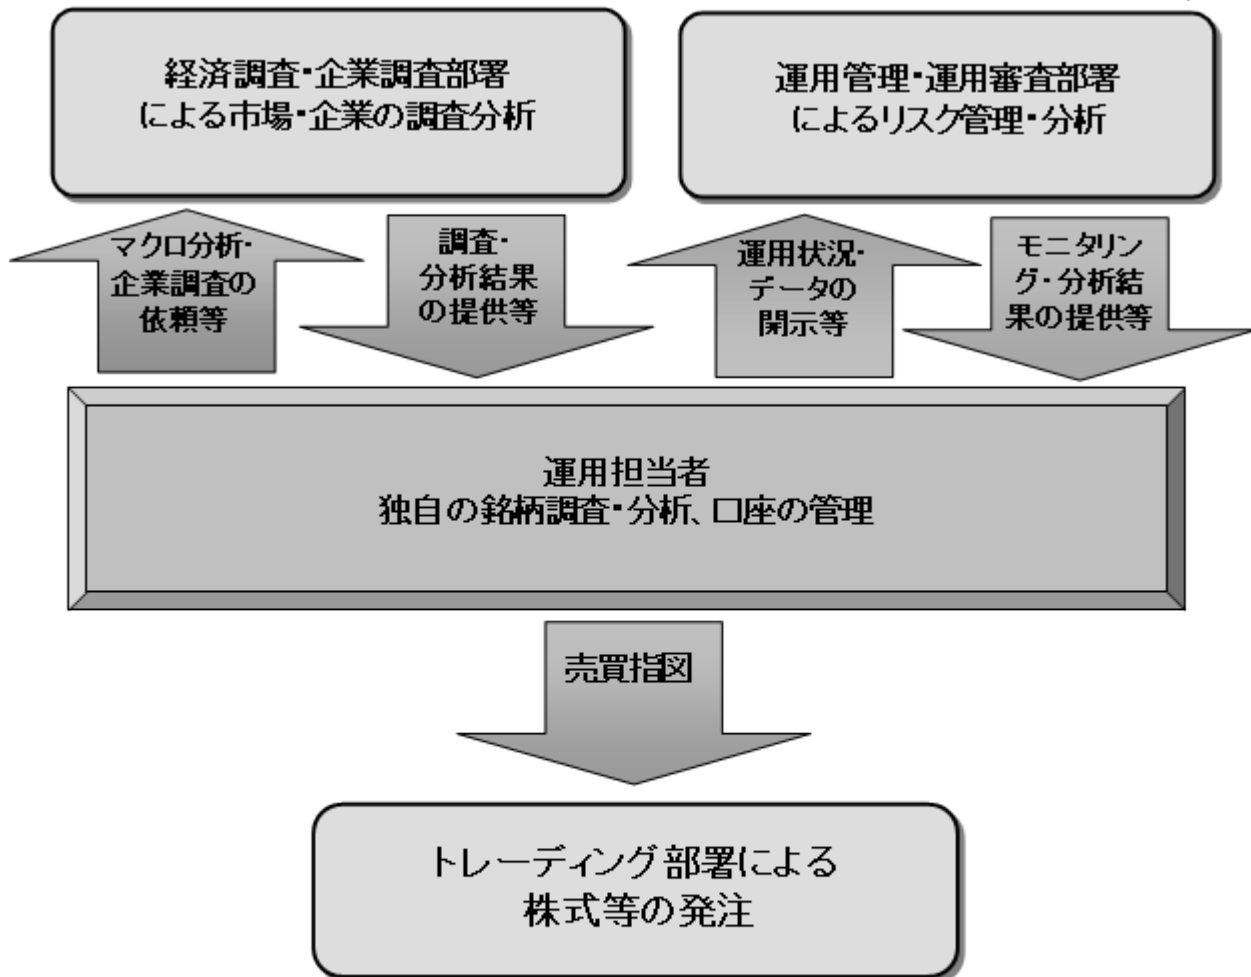 経済調査・企業調査部署
による市場・企業の調査分析
運用管理・運用審査部署
によるリスク管理・分析
マクロ分析・
企業調査の
依頼等
調査・
分析結果
の提供等
運用状況・
データの
開示等
モニタリン
グ・分析結
果の提供等
運用担当者
独自の銘柄調査・分析、口座の管理
売買指図
トレーディング部署による
株式等の発注